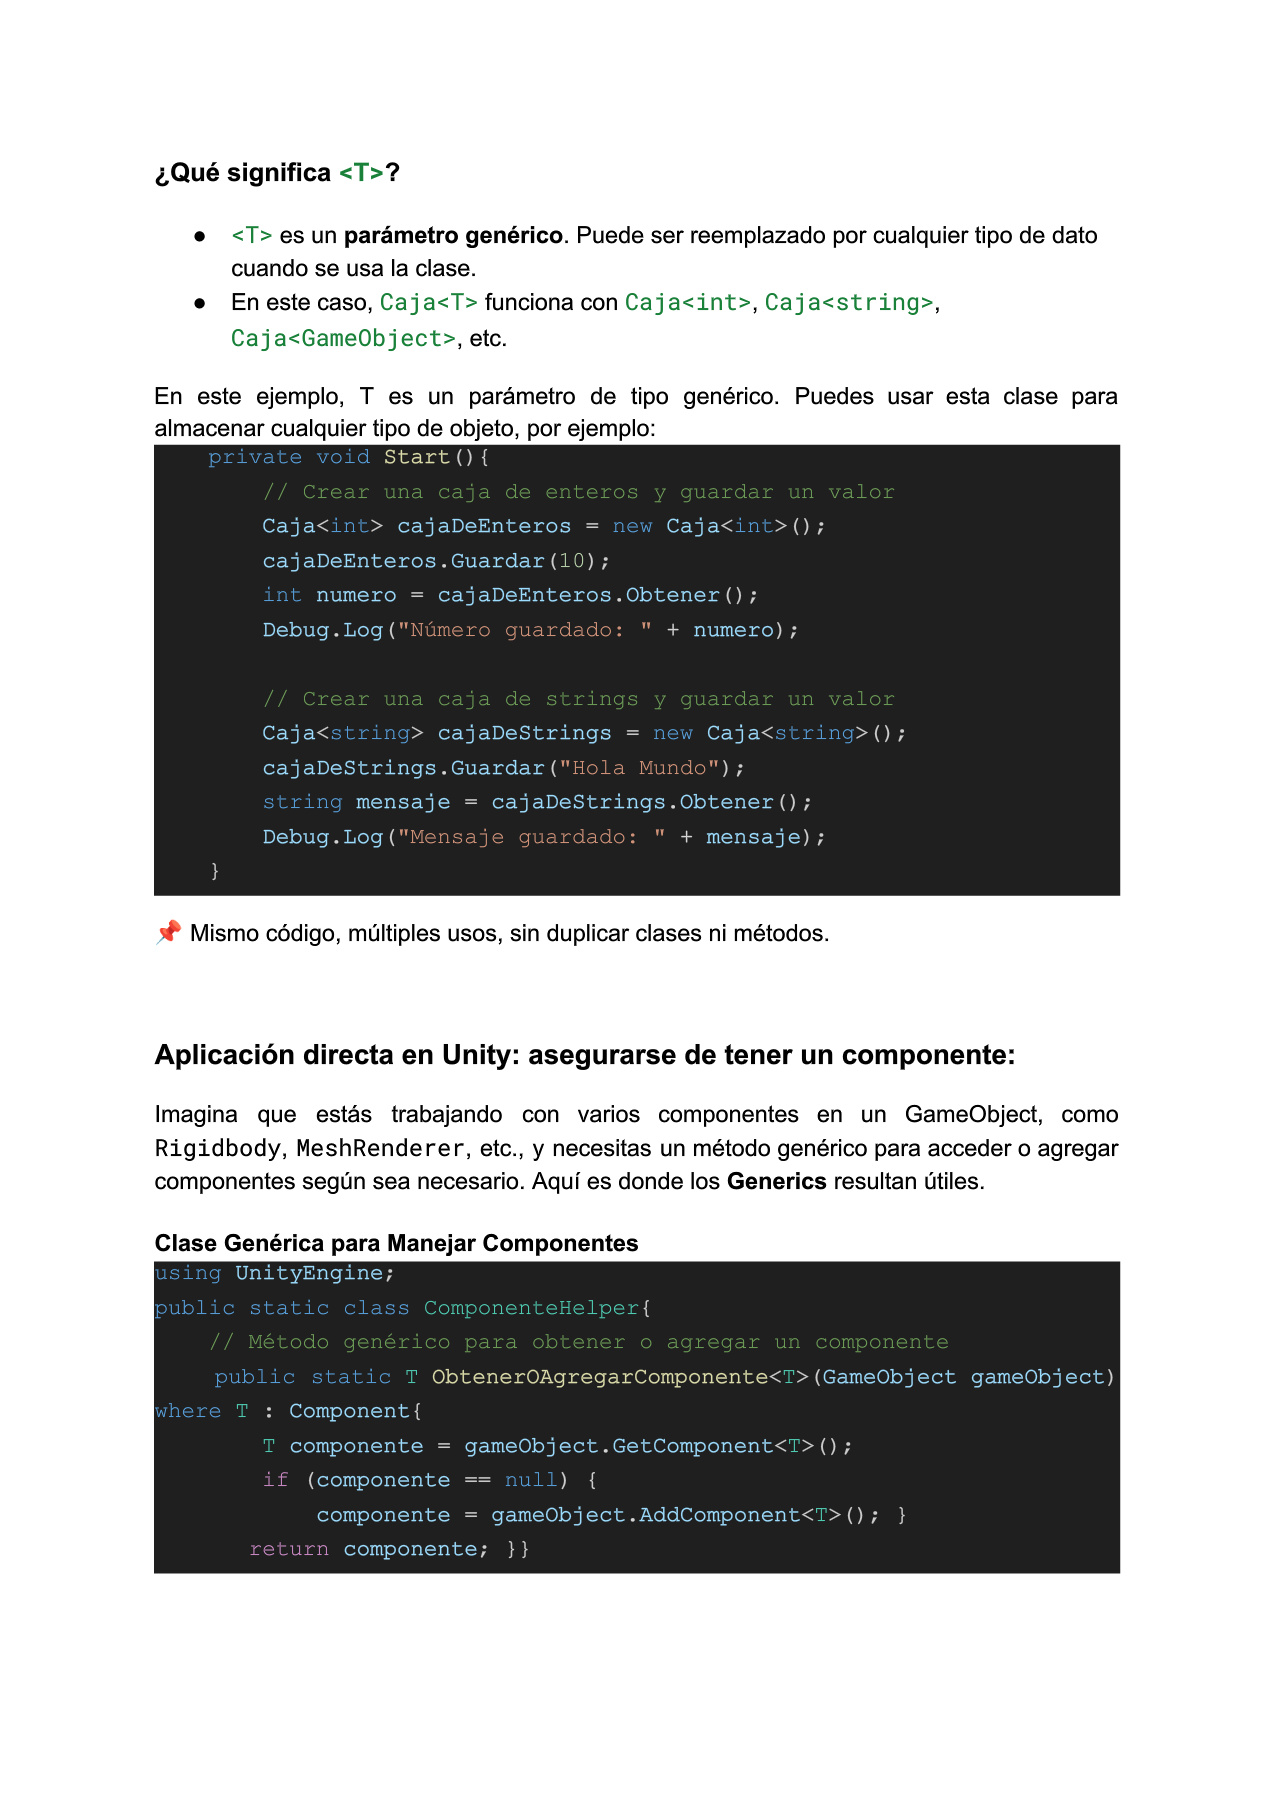 ¿Qué significa <T>?
● <T> es un parámetro genérico. Puede ser reemplazado por cualquier tipo de dato
cuando se usa la clase.
● En este caso, Caja<T> funciona con Caja<int>, Caja<string>,
Caja<GameObject>, etc.
En este ejemplo, T es un parámetro de tipo genérico. Puedes usar esta clase para
almacenar cualquier tipo de objeto, por ejemplo:
    private void Start(){
        // Crear una caja de enteros y guardar un valor
        Caja<int> cajaDeEnteros = new Caja<int>();
        cajaDeEnteros.Guardar(10);
        int numero = cajaDeEnteros.Obtener();
        Debug.Log("Número guardado: " + numero);

        // Crear una caja de strings y guardar un valor
        Caja<string> cajaDeStrings = new Caja<string>();
        cajaDeStrings.Guardar("Hola Mundo");
        string mensaje = cajaDeStrings.Obtener();
        Debug.Log("Mensaje guardado: " + mensaje);
    }
📌 Mismo código, múltiples usos, sin duplicar clases ni métodos.
Aplicación directa en Unity: asegurarse de tener un componente:
Imagina que estás trabajando con varios componentes en un GameObject, como
Rigidbody, MeshRenderer, etc., y necesitas un método genérico para acceder o agregar
componentes según sea necesario. Aquí es donde los Generics resultan útiles.
Clase Genérica para Manejar Componentes
using UnityEngine;
public static class ComponenteHelper{
    // Método genérico para obtener o agregar un componente
    public static T ObtenerOAgregarComponente<T>(GameObject gameObject)
where T : Component{
        T componente = gameObject.GetComponent<T>();
        if (componente == null) {
            componente = gameObject.AddComponent<T>(); }
       return componente; }}